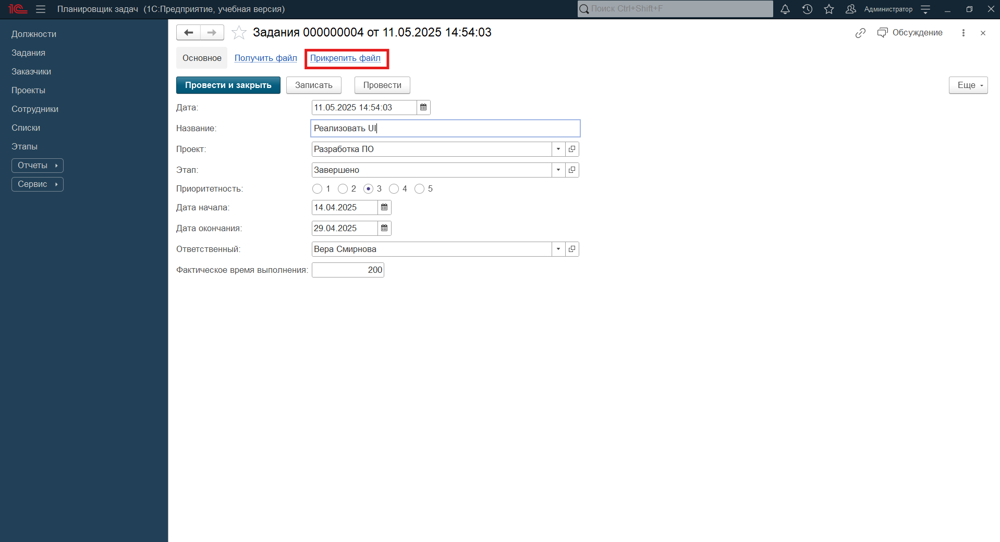 1С Планировщик задач (1С:Предприятие, учебная версия) Поиск Ctrl+Shift+F Администратор
Должности
Задания
Заказчики
Проекты
Сотрудники
Списки
Этапы
Отчеты
Сервис
Задания 000000004 от 11.05.2025 14:54:03 Обсуждение
Основное Получить файл Прикрепить файл
Провести и закрыть Записать Провести Еще
Дата: 11.05.2025 14:54:03
Название: Реализовать UI
Проект: Разработка ПО
Этап: Завершено
Приоритетность: 1 2 3 4 5
Дата начала: 14.04.2025
Дата окончания: 29.04.2025
Ответственный: Вера Смирнова
Фактическое время выполнения: 200